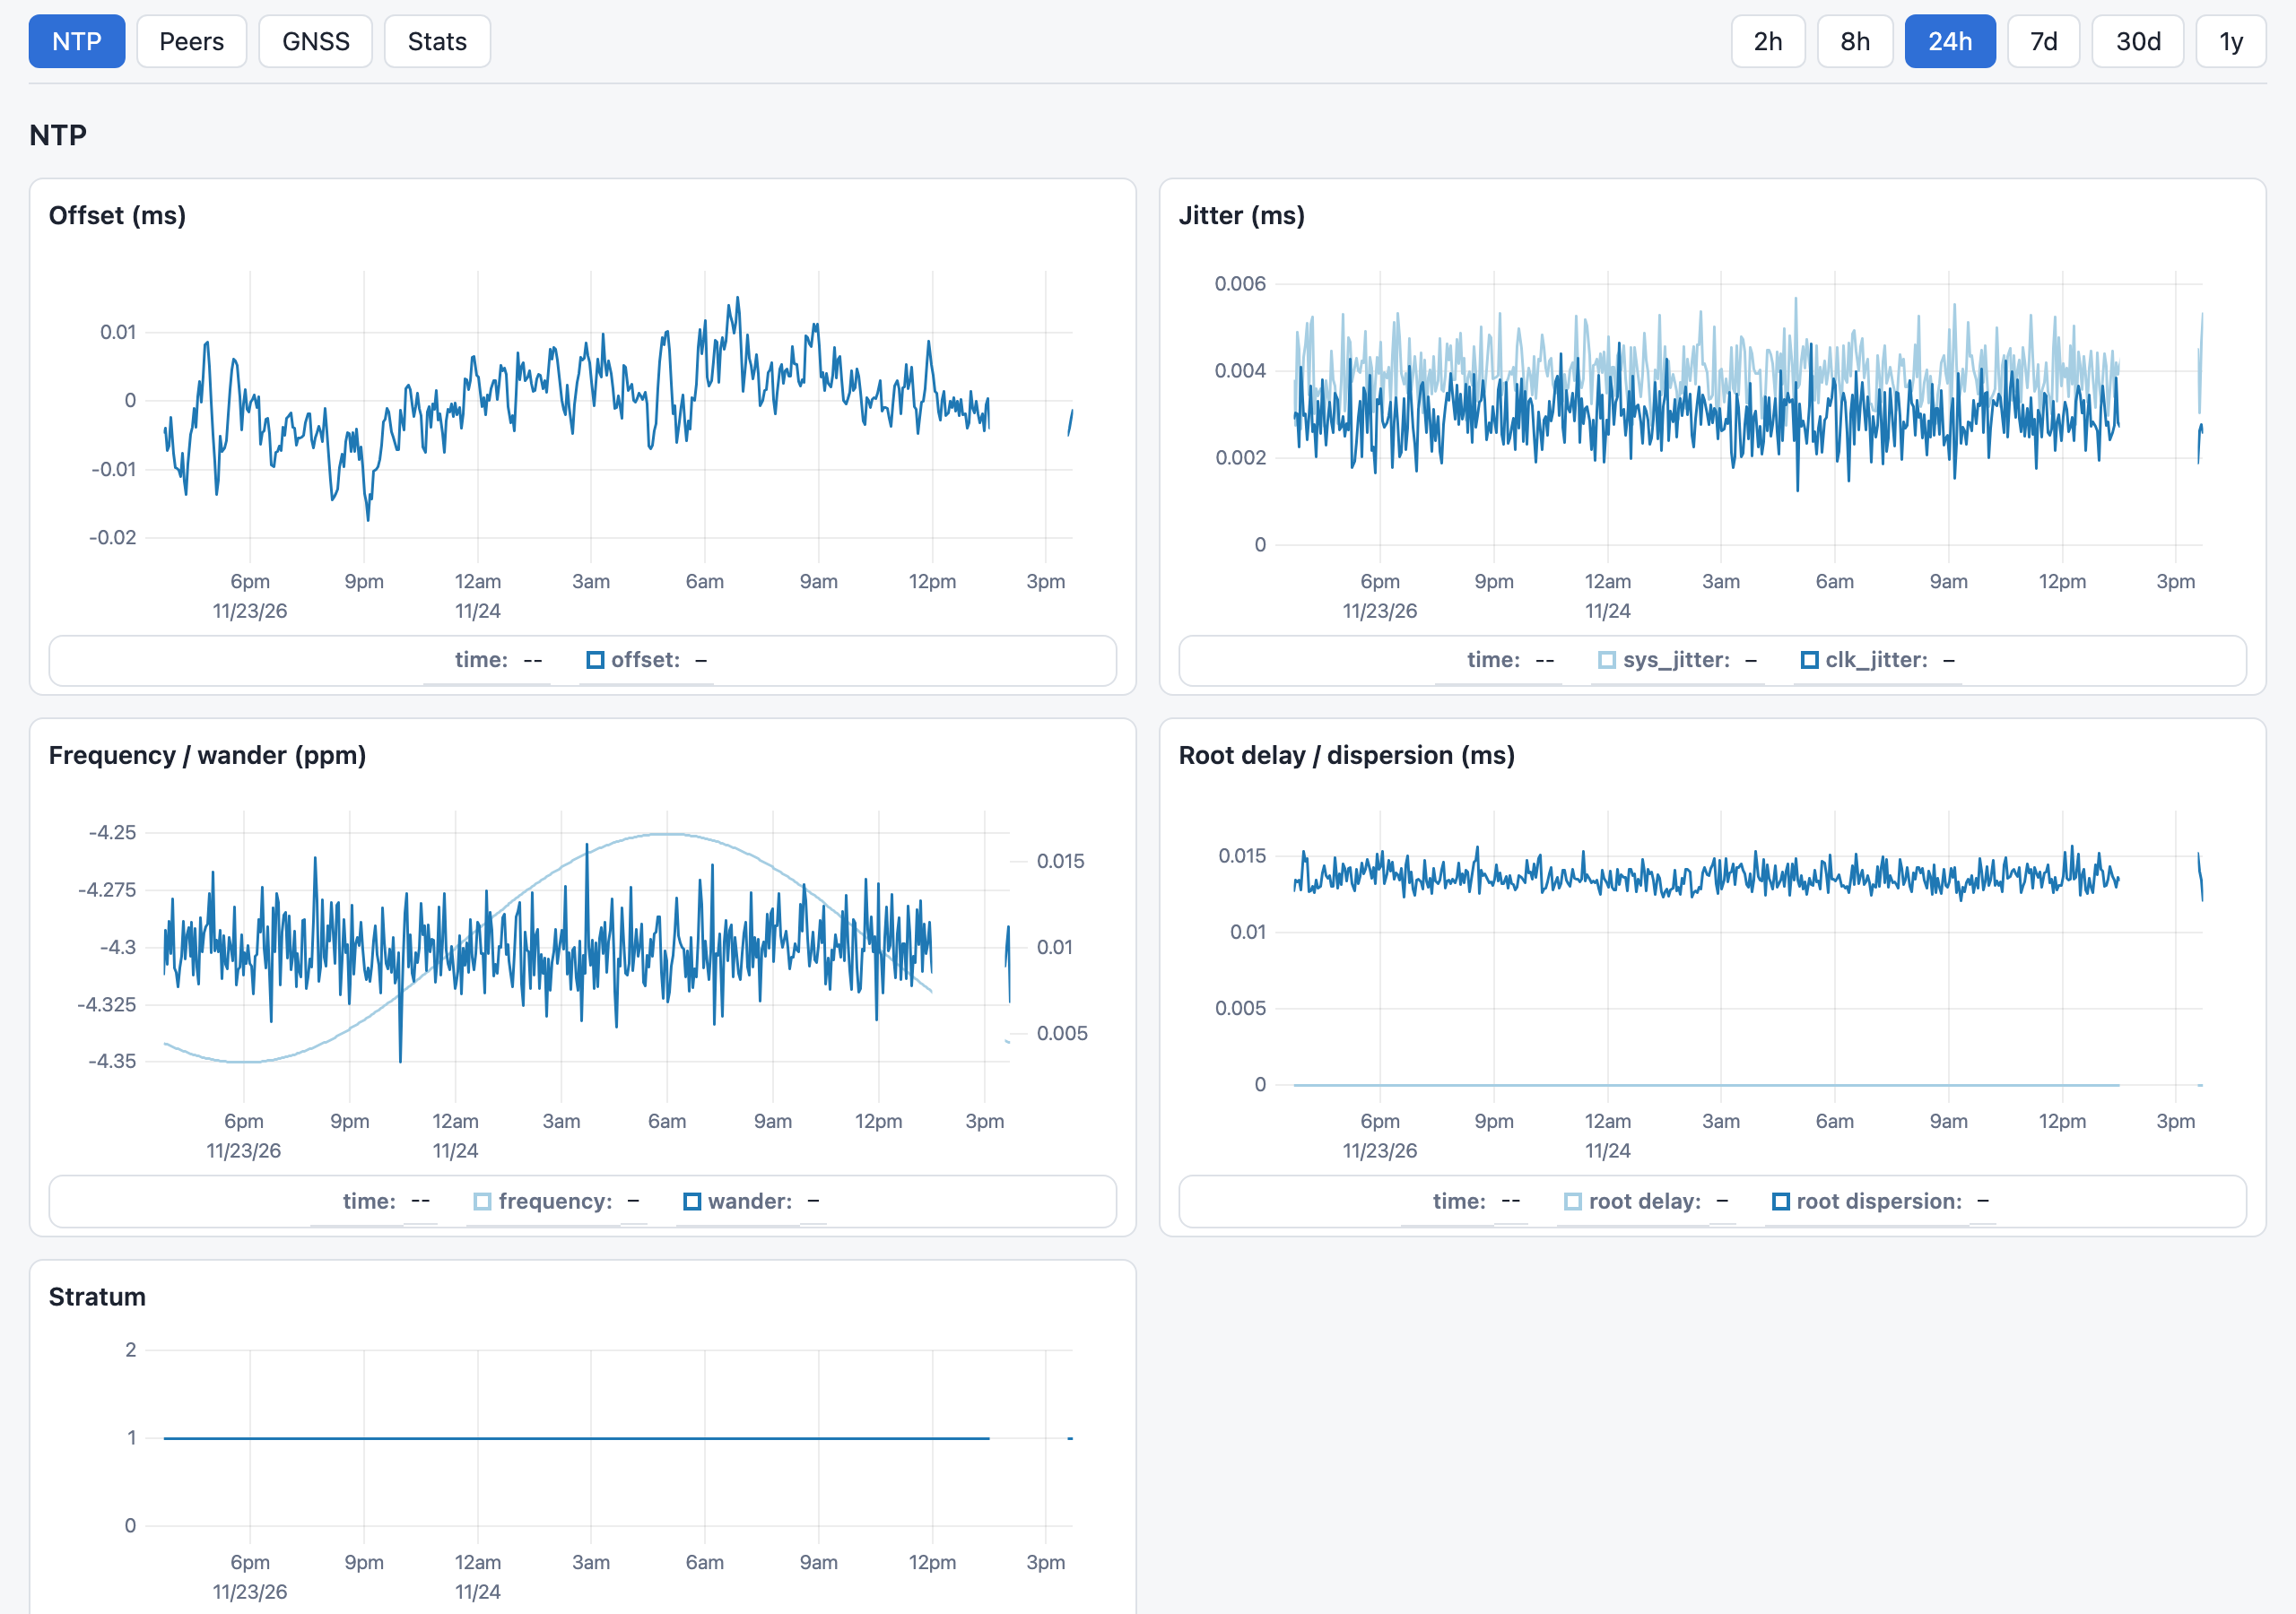 NTP Peers GNSS Stats 2h 8h 24h 7d 30d 1y
NTP
Offset (ms)
0.01
0
-0.01
-0.02
6pm 9pm 12am 3am 6am 9am 12pm 3pm
11/23/26 11/24
time: -- offset: –
Jitter (ms)
0.006
0.004
0.002
0
6pm 9pm 12am 3am 6am 9am 12pm 3pm
11/23/26 11/24
time: -- sys_jitter: – clk_jitter: –
Frequency / wander (ppm)
-4.25
-4.275
-4.3
-4.325
-4.35
0.015
0.01
0.005
6pm 9pm 12am 3am 6am 9am 12pm 3pm
11/23/26 11/24
time: -- frequency: – wander: –
Root delay / dispersion (ms)
0.015
0.01
0.005
0
6pm 9pm 12am 3am 6am 9am 12pm 3pm
11/23/26 11/24
time: -- root delay: – root dispersion: –
Stratum
2
1
0
6pm 9pm 12am 3am 6am 9am 12pm 3pm
11/23/26 11/24